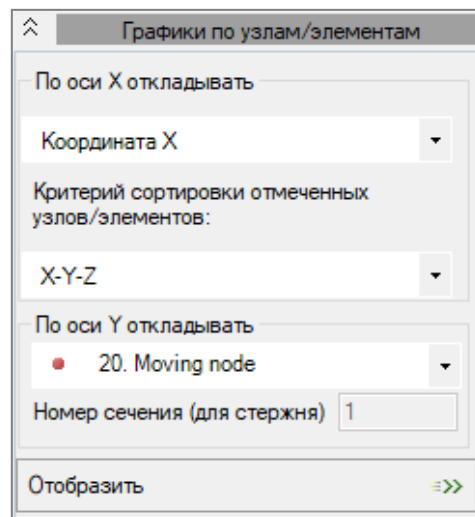 Графики по узлам/элементам
По оси X откладывать
Координата X
Критерий сортировки отмеченных
узлов/элементов:
X-Y-Z
По оси Y откладывать
20. Moving node
Номер сечения (для стержня) 1
Отобразить